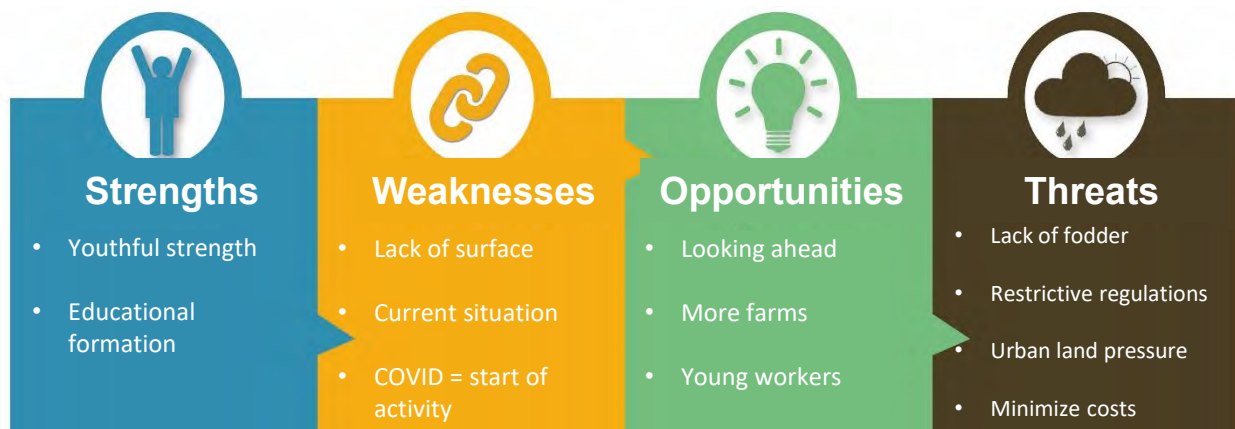 Strengths
• Youthful strength
• Educational
formation
Weaknesses
• Lack of surface
• Current situation
• COVID = start of
activity
Opportunities
• Looking ahead
• More farms
• Young workers
Threats
• Lack of fodder
• Restrictive regulations
• Urban land pressure
• Minimize costs